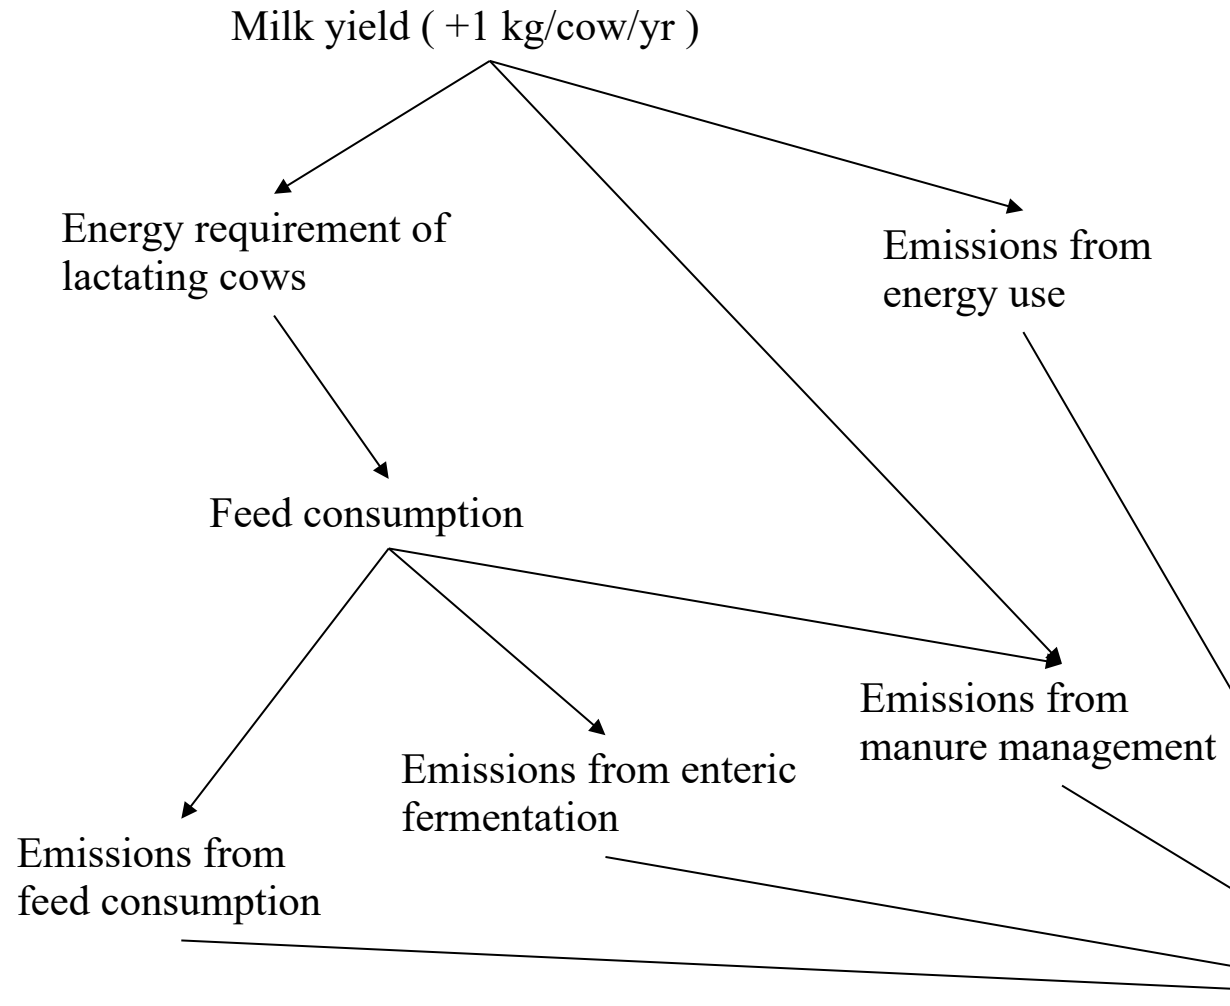 Milk yield ( +1 kg/cow/yr )
Energy requirement of
lactating cows
Emissions from
energy use
Feed consumption
Emissions from
manure management
Emissions from enteric
fermentation
Emissions from
feed consumption